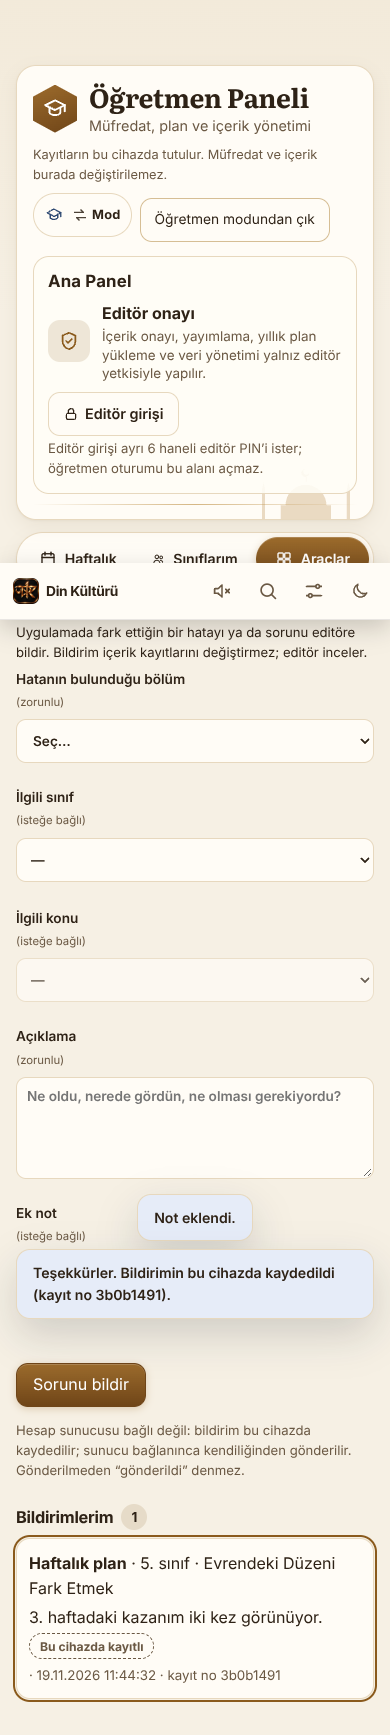 Öğretmen Paneli
Müfredat, plan ve içerik yönetimi
Kayıtların bu cihazda tutulur. Müfredat ve içerik
burada değiştirilemez.
Mod
Öğretmen modundan çık
Ana Panel
Editör onayı
İçerik onayı, yayımlama, yıllık plan
yükleme ve veri yönetimi yalnız editör
yetkisiyle yapılır.
Editör girişi
Editör girişi ayrı 6 haneli editör PIN’i ister;
öğretmen oturumu bu alanı açmaz.
Haftalık Sınıflarım Araçlar
Din Kültürü
Uygulamada fark ettiğin bir hatayı ya da sorunu editöre
bildir. Bildirim içerik kayıtlarını değiştirmez; editör inceler.
Hatanın bulunduğu bölüm
(zorunlu)
Seç...
İlgili sınıf
(isteğe bağlı)
—
İlgili konu
(isteğe bağlı)
—
Açıklama
(zorunlu)
Ne oldu, nerede gördün, ne olması gerekiyordu?
Ek not
Not eklendi.
(isteğe bağlı)
Teşekkürler. Bildirimin bu cihazda kaydedildi
(kayıt no 3b0b1491).
Sorunu bildir
Hesap sunucusu bağlı değil: bildirim bu cihazda
kaydedilir; sunucu bağlanınca kendiliğinden gönderilir.
Gönderilmeden “gönderildi” denmez.
Bildirimlerim 1
Haftalık plan · 5. sınıf · Evrendeki Düzeni
Fark Etmek
3. haftadaki kazanım iki kez görünüyor.
Bu cihazda kayıtlı
· 19.11.2026 11:44:32 · kayıt no 3b0b1491